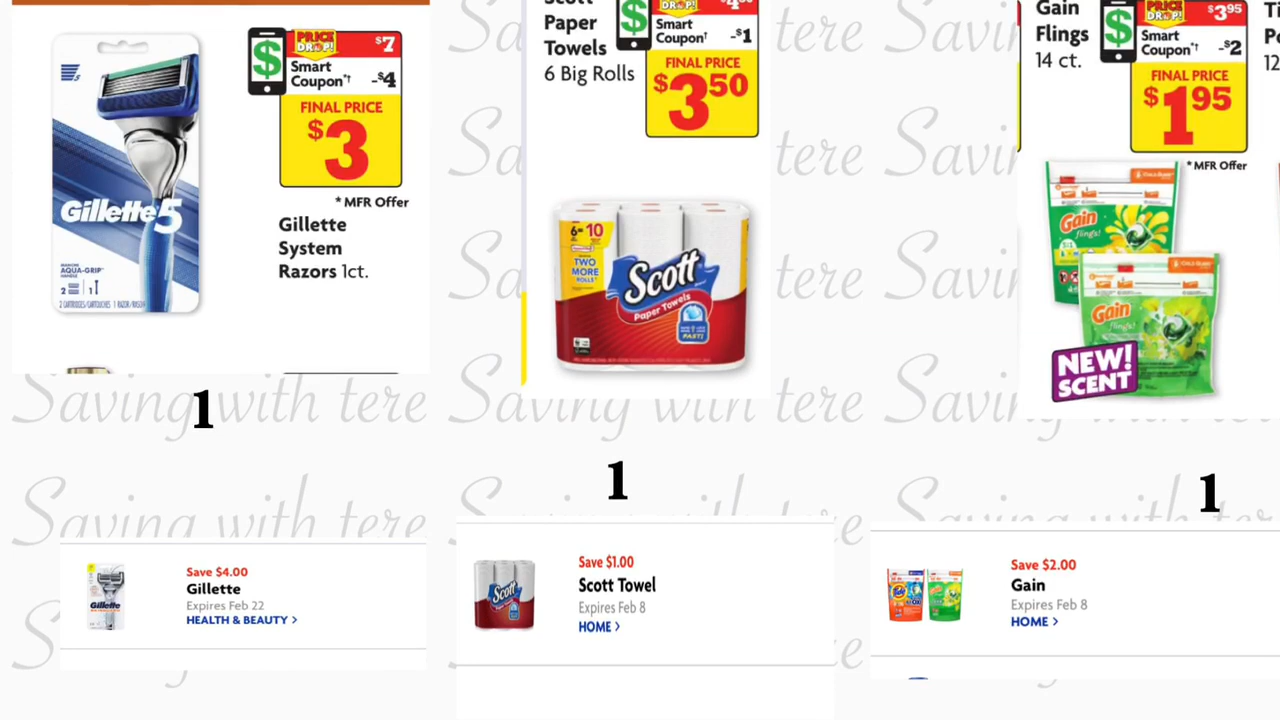 PRICE DROP! $7
Smart
Coupon*† -$4
FINAL PRICE
$3
* MFR Offer
Gillette
System
Razors 1ct.
Gillette5
AQUA-GRIP
Paper
Towels
6 Big Rolls
Smart
Coupon† -$1
FINAL PRICE
$3 50
6=10
TWO
MORE
ROLLS
Scott
Paper Towels
FAST!
Gain
Flings
14 ct.
PRICE DROP! $3 95
Smart
Coupon*† -$2
FINAL PRICE
$1 95
* MFR Offer
Gain
flings!
Gain
flings!
NEW!
SCENT
1
1
1
Saving with tere
Save $4.00
Gillette
Expires Feb 22
HEALTH & BEAUTY >
Save $1.00
Scott Towel
Expires Feb 8
HOME >
Save $2.00
Gain
Expires Feb 8
HOME >